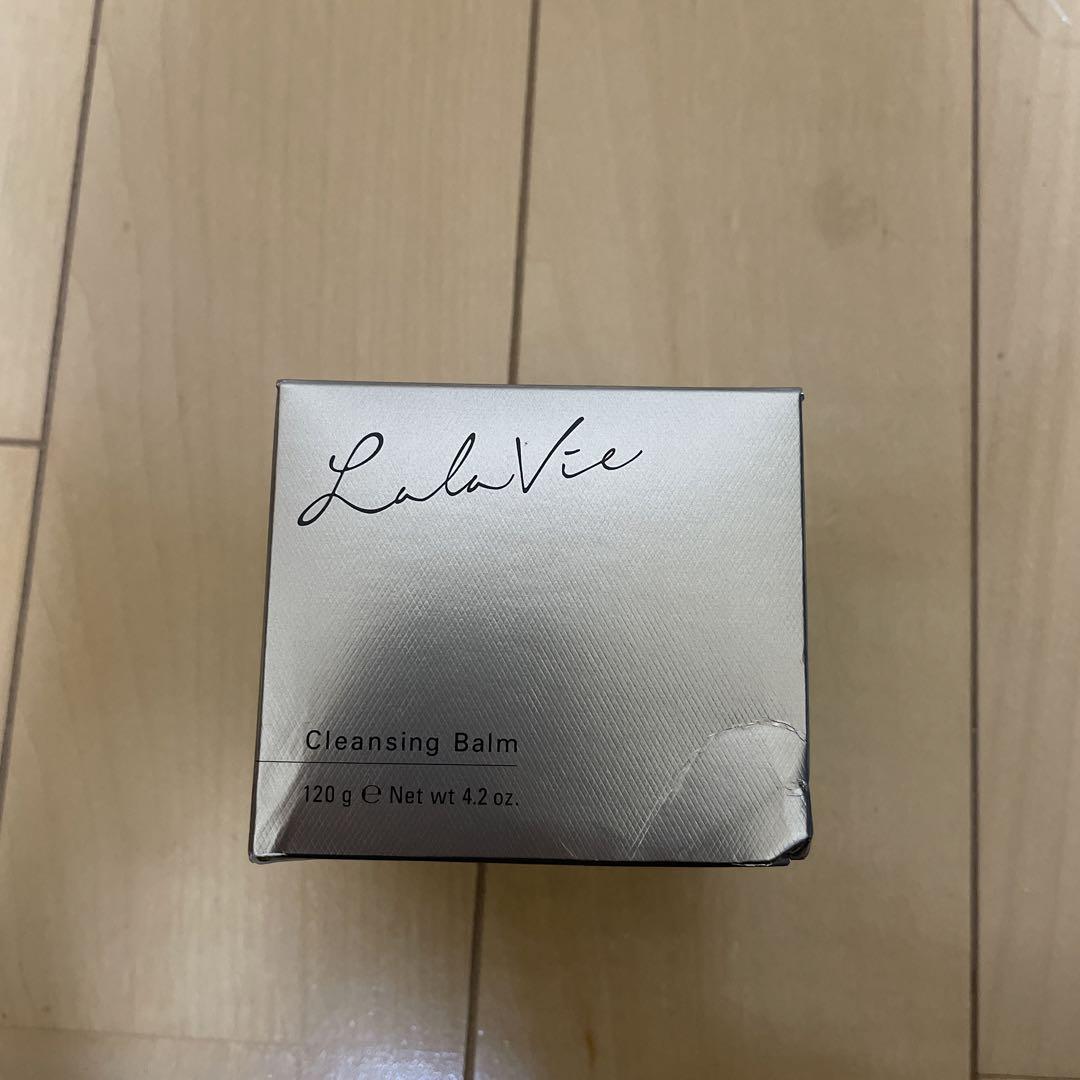 LalaVie
Cleansing Balm
120 g ℮ Net wt 4.2 oz.